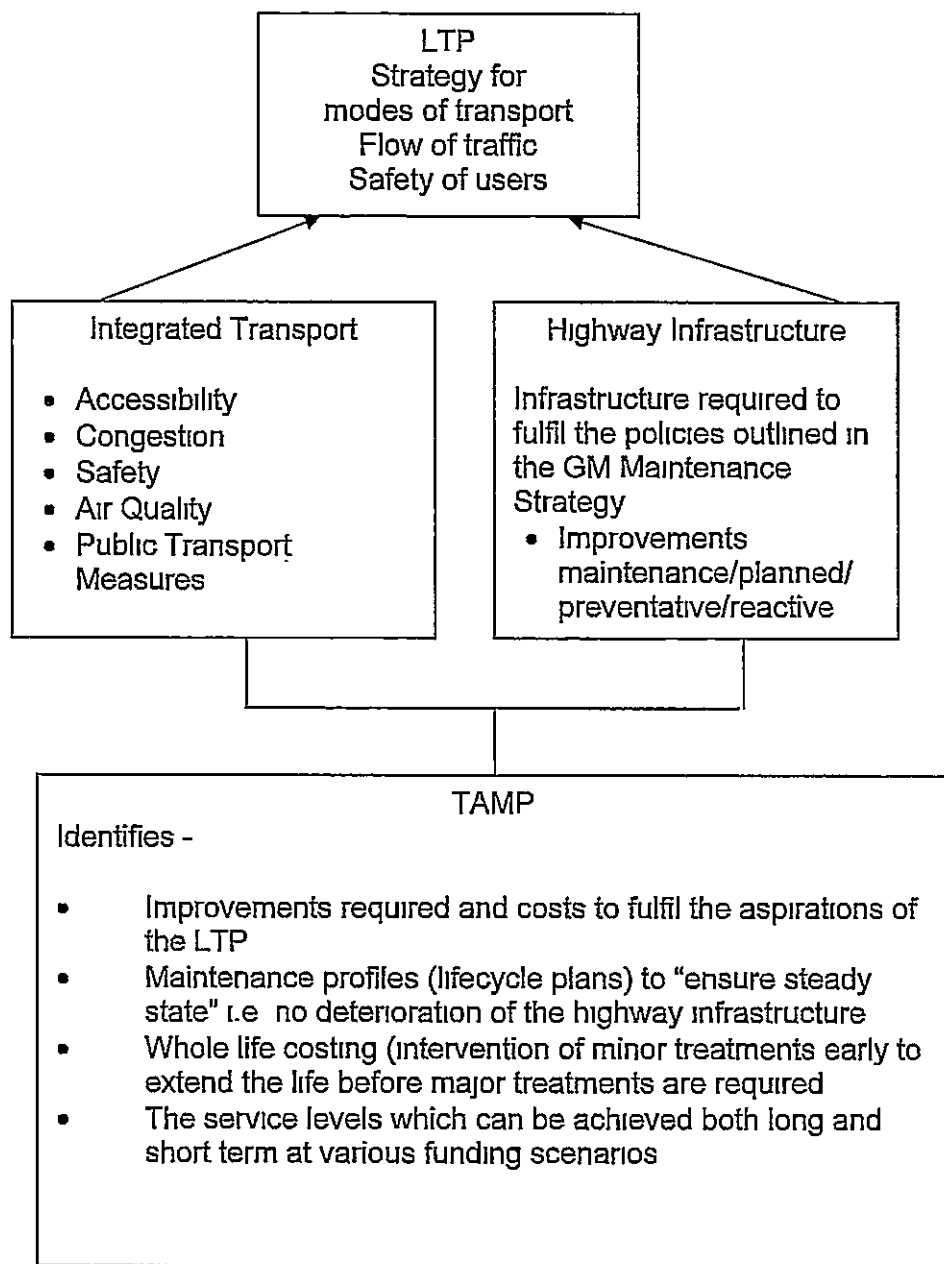 LTP
Strategy for
modes of transport
Flow of traffic
Safety of users
Integrated Transport
• Accessibility
• Congestion
• Safety
• Air Quality
• Public Transport
Measures
Highway Infrastructure
Infrastructure required to
fulfil the policies outlined in
the GM Maintenance
Strategy
• Improvements
maintenance/planned/
preventative/reactive
TAMP
Identifies -
• Improvements required and costs to fulfil the aspirations of
the LTP
• Maintenance profiles (lifecycle plans) to “ensure steady
state” i.e no deterioration of the highway infrastructure
• Whole life costing (intervention of minor treatments early to
extend the life before major treatments are required
• The service levels which can be achieved both long and
short term at various funding scenarios